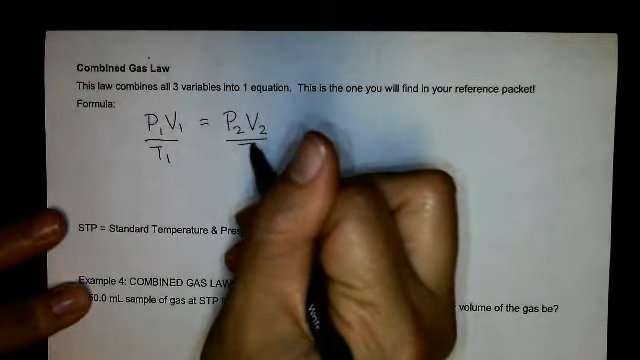 Combined Gas Law
This law combines all 3 variables into 1 equation. This is the one you will find in your reference packet!
Formula:
P₁V₁ = P₂V₂
T₁
STP = Standard Temperature &
Example 4: COMBINED GAS LAW
50.0 mL sample of gas at STP volume of the gas be?
Write